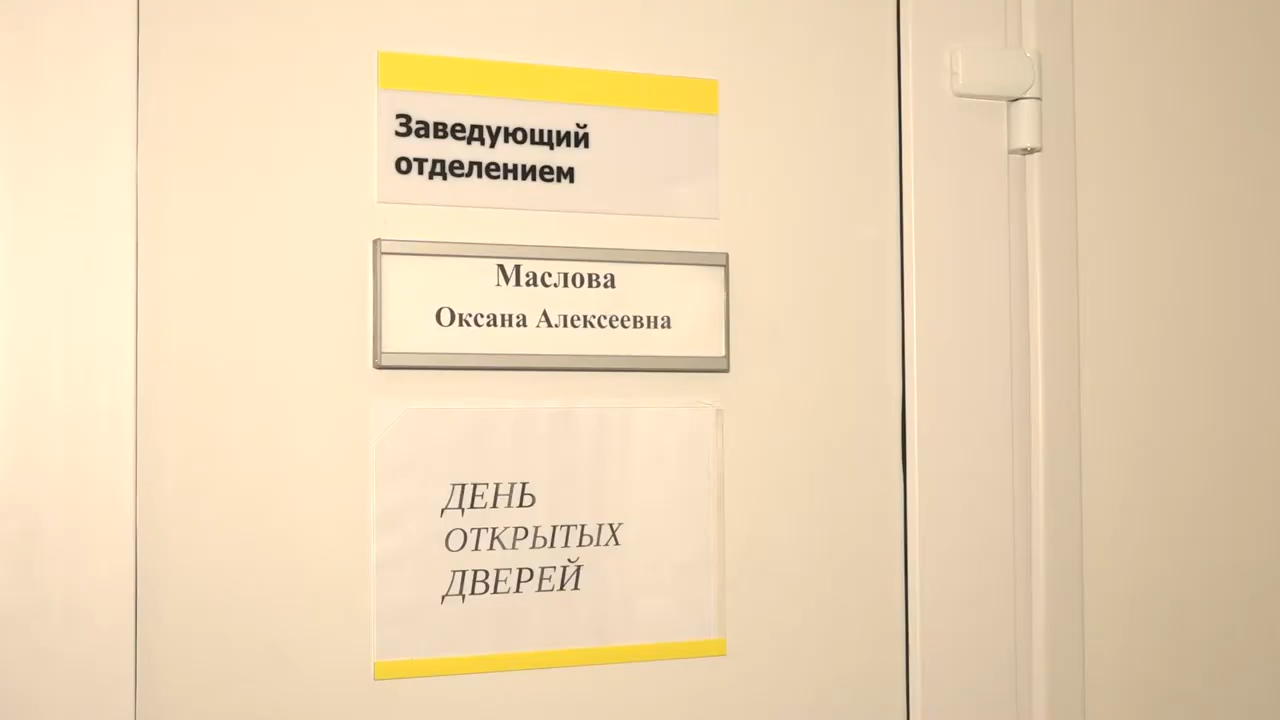 Заведующий
отделением
Маслова
Оксана Алексеевна
ДЕНЬ
ОТКРЫТЫХ
ДВЕРЕЙ